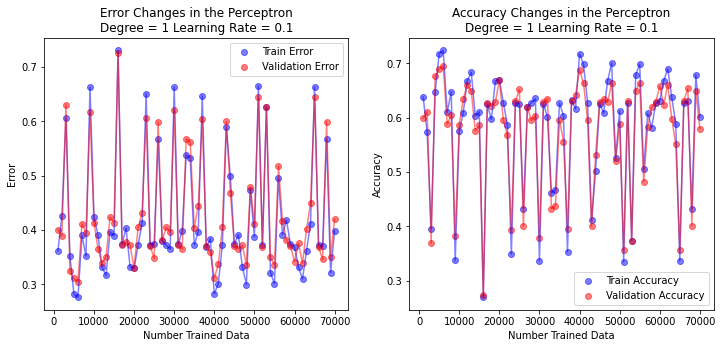 Error Changes in the Perceptron
Degree = 1 Learning Rate = 0.1
Train Error
Validation Error
0.7
0.6
0.5
0.4
0.3
Error
0 10000 20000 30000 40000 50000 60000 70000
Number Trained Data
Accuracy Changes in the Perceptron
Degree = 1 Learning Rate = 0.1
0.7
0.6
0.5
0.4
0.3
Accuracy
Train Accuracy
Validation Accuracy
0 10000 20000 30000 40000 50000 60000 70000
Number Trained Data